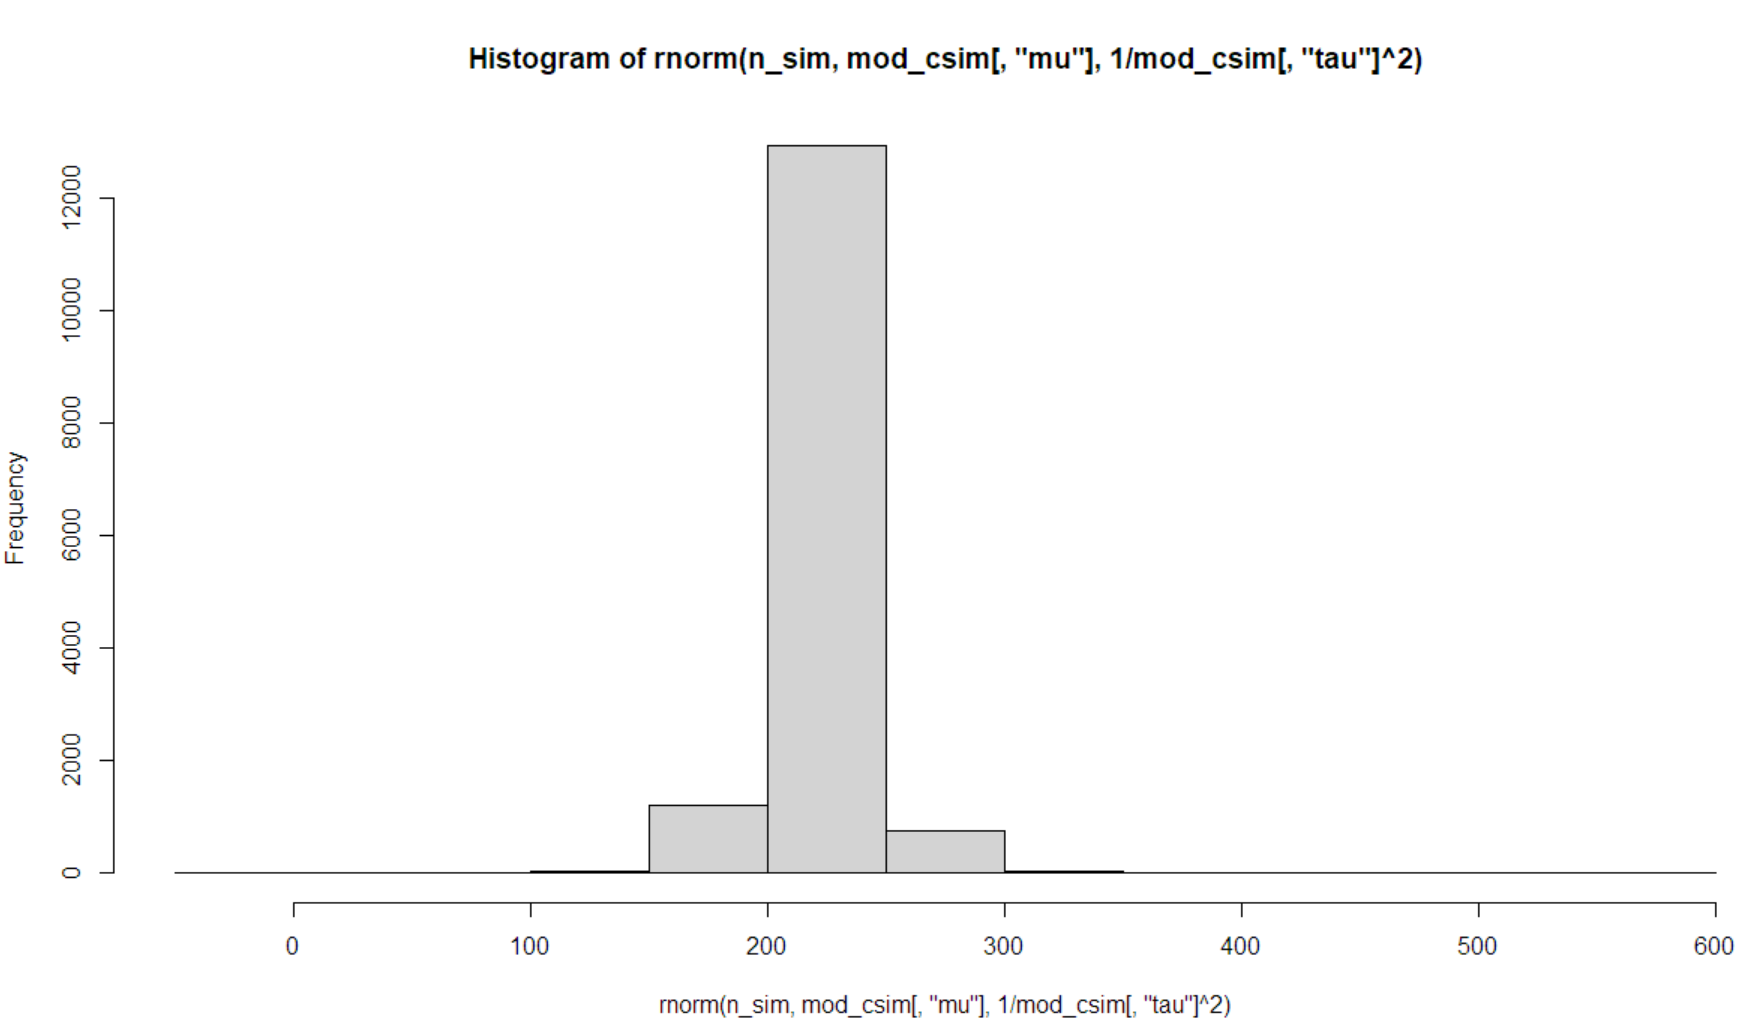 Histogram of rnorm(n_sim, mod_csim[, "mu"], 1/mod_csim[, "tau"]^2)
Frequency
12000
10000
8000
6000
4000
2000
0
0 100 200 300 400 500 600
rnorm(n_sim, mod_csim[, "mu"], 1/mod_csim[, "tau"]^2)